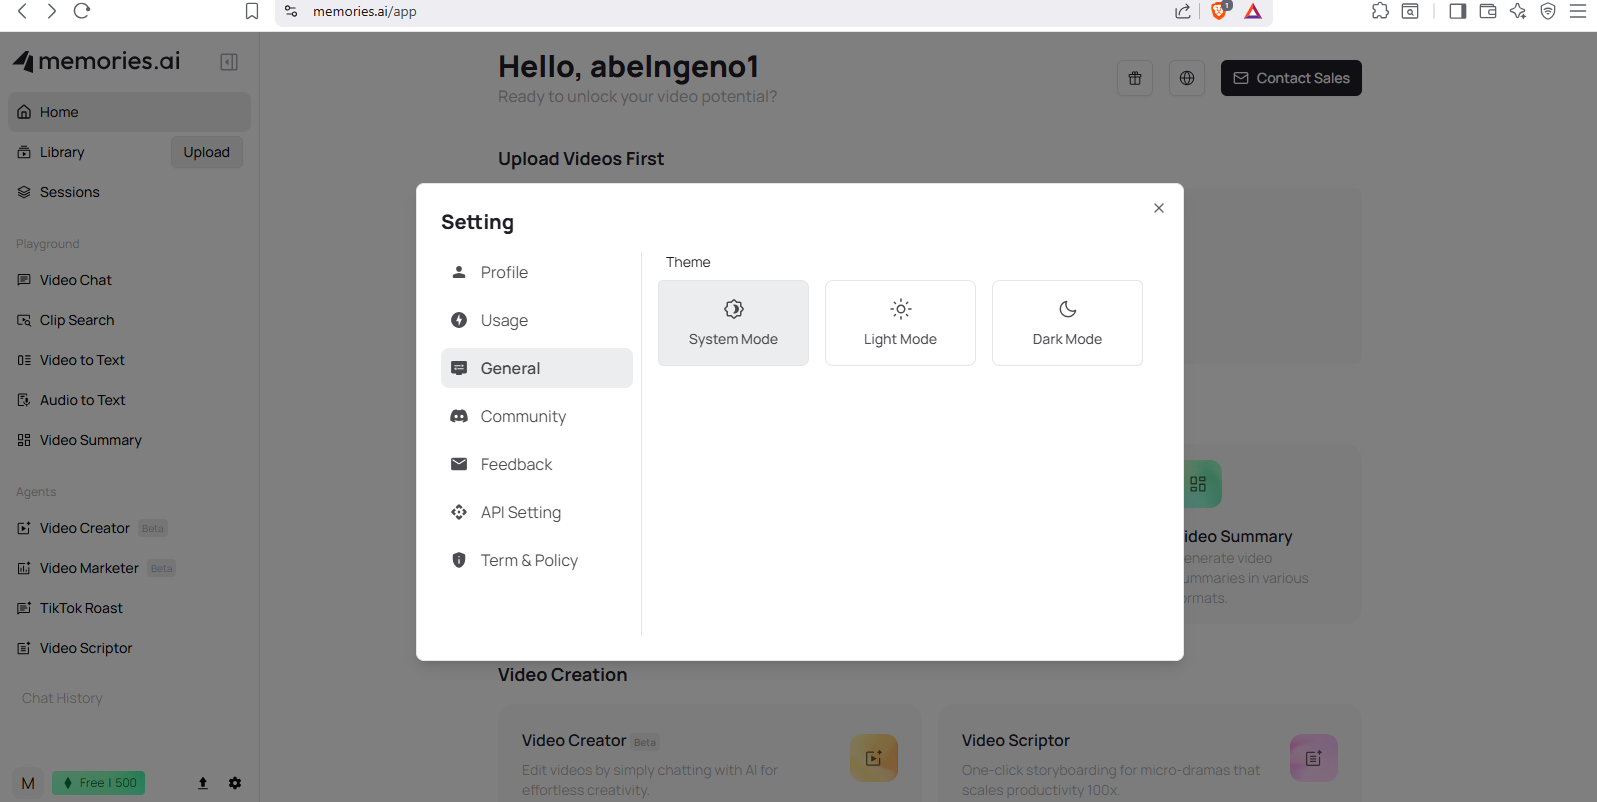 memories.ai/app
1
memories.ai
Home
Library
Upload
Sessions
Playground
Video Chat
Clip Search
Video to Text
Audio to Text
Video Summary
Agents
Video Creator Beta
Video Marketer Beta
TikTok Roast
Video Scriptor
Chat History
M
Free | 500
Hello, abelngeno1
Ready to unlock your video potential?
Contact Sales
Upload Videos First
Setting
Profile
Usage
General
Community
Feedback
API Setting
Term & Policy
Theme
System Mode
Light Mode
Dark Mode
ideo Summary
enerate video
ummaries in various
ormats.
Video Creation
Video Creator Beta
Edit videos by simply chatting with AI for
effortless creativity.
Video Scriptor
One-click storyboarding for micro-dramas that
scales productivity 100x.